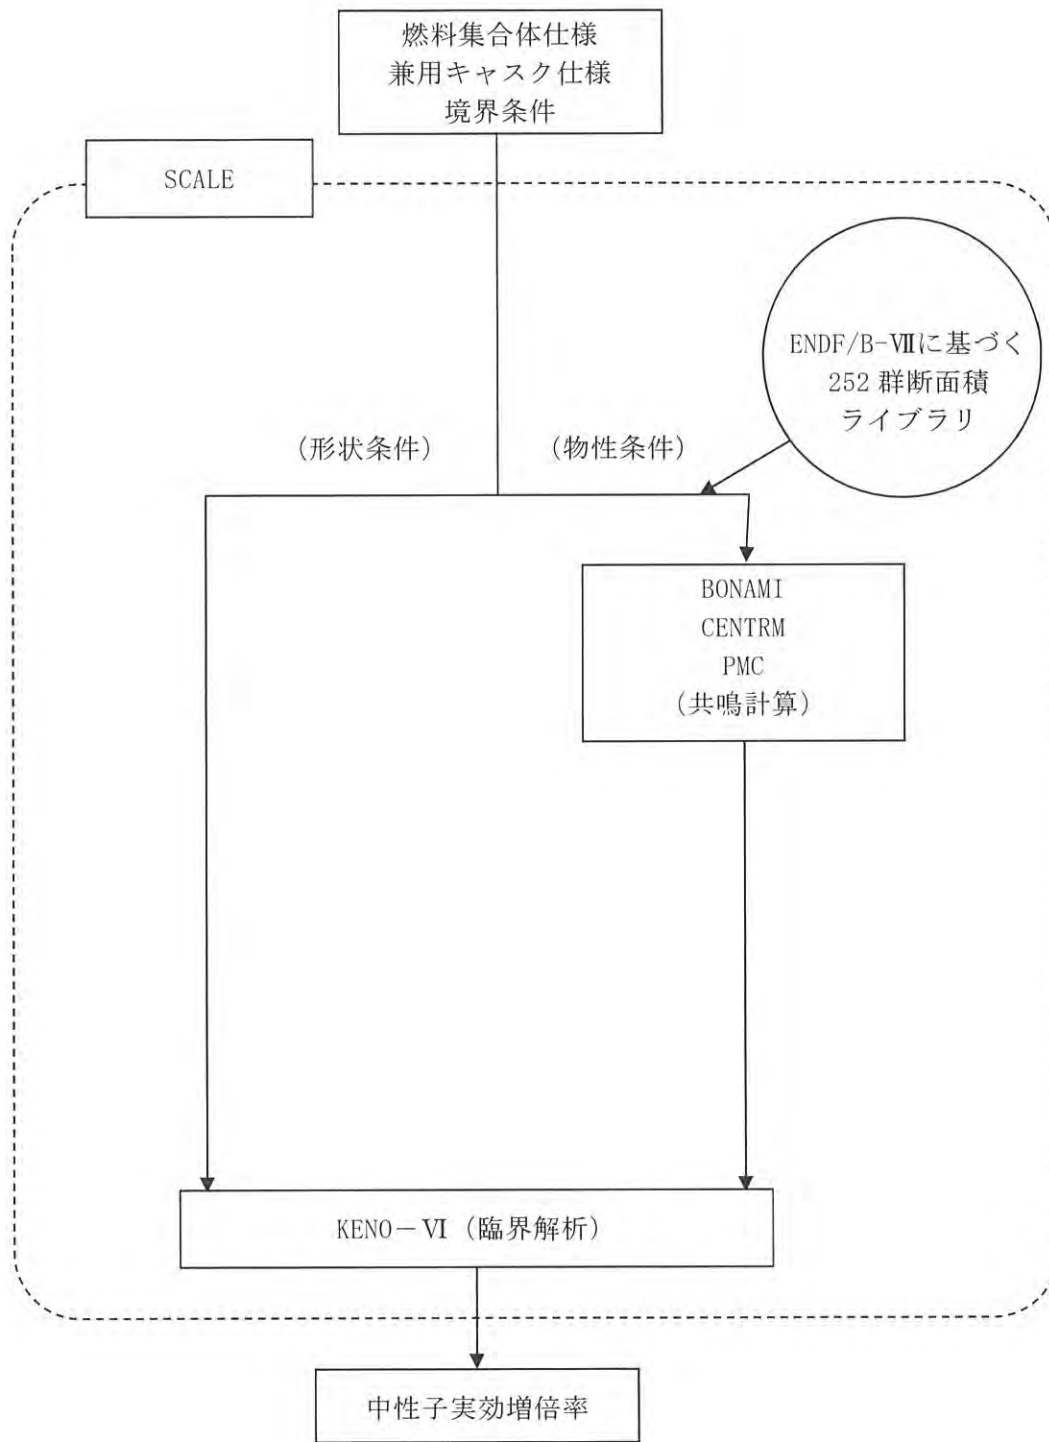 燃料集合体仕様
兼用キャスク仕様
境界条件
SCALE
ENDF/B-Ⅶに基づく
252 群断面積
ライブラリ
(形状条件)
(物性条件)
BONAMI
CENTRM
PMC
(共鳴計算)
KENO-Ⅵ (臨界解析)
中性子実効増倍率